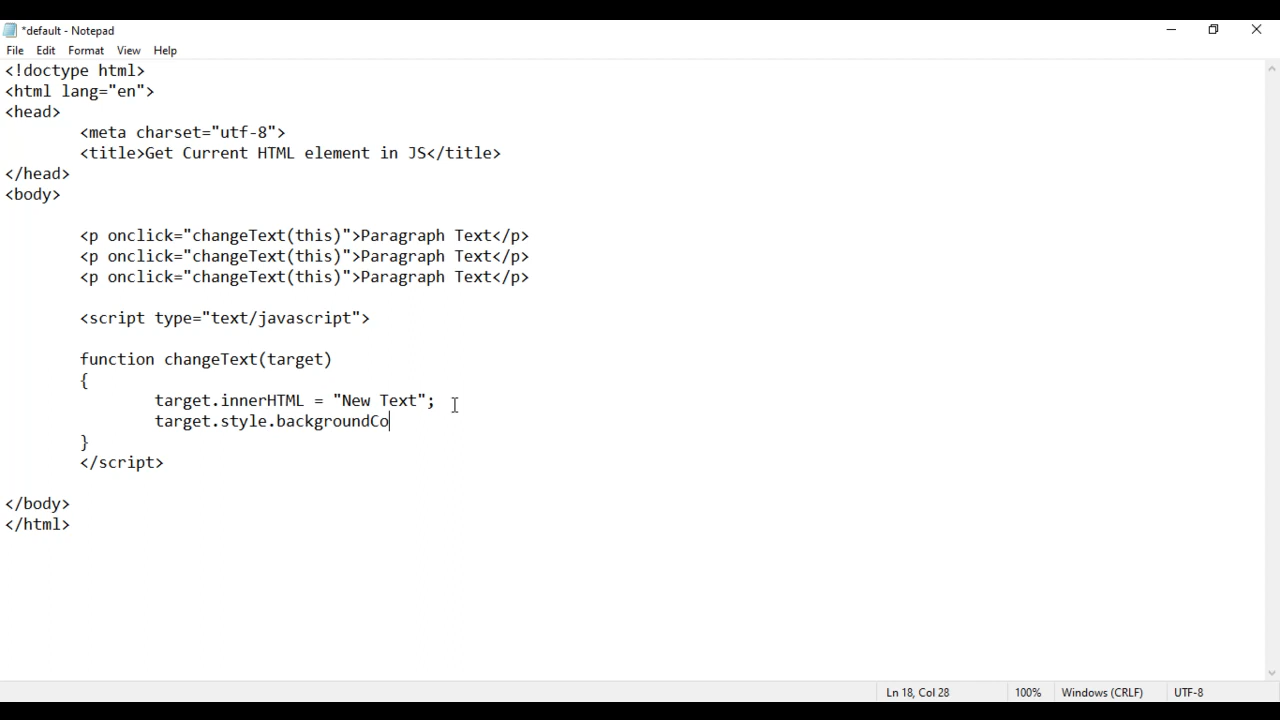 *default - Notepad
File Edit Format View Help
<!doctype html>
<html lang="en">
<head>
<meta charset="utf-8">
<title>Get Current HTML element in JS</title>
</head>
<body>
<p onclick="changeText(this)">Paragraph Text</p>
<p onclick="changeText(this)">Paragraph Text</p>
<p onclick="changeText(this)">Paragraph Text</p>
<script type="text/javascript">
function changeText(target)
{
target.innerHTML = "New Text";
target.style.backgroundCo
}
</script>
</body>
</html>
Ln 18, Col 28 100% Windows (CRLF) UTF-8